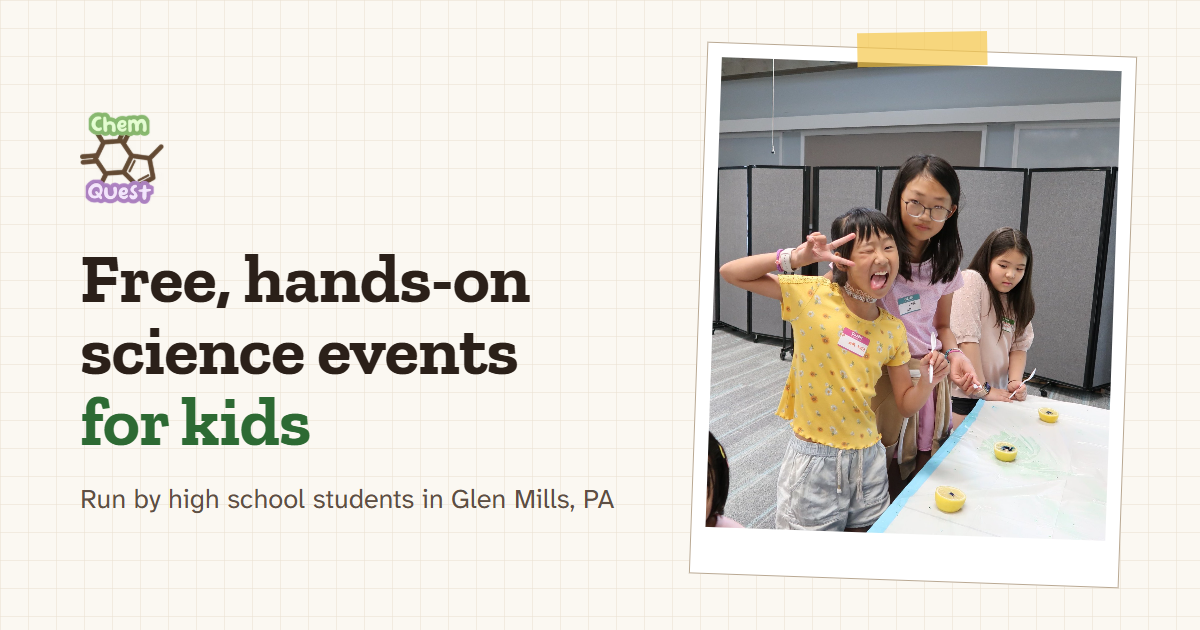 Chem
Quest
Free, hands-on
science events
for kids
Run by high school students in Glen Mills, PA